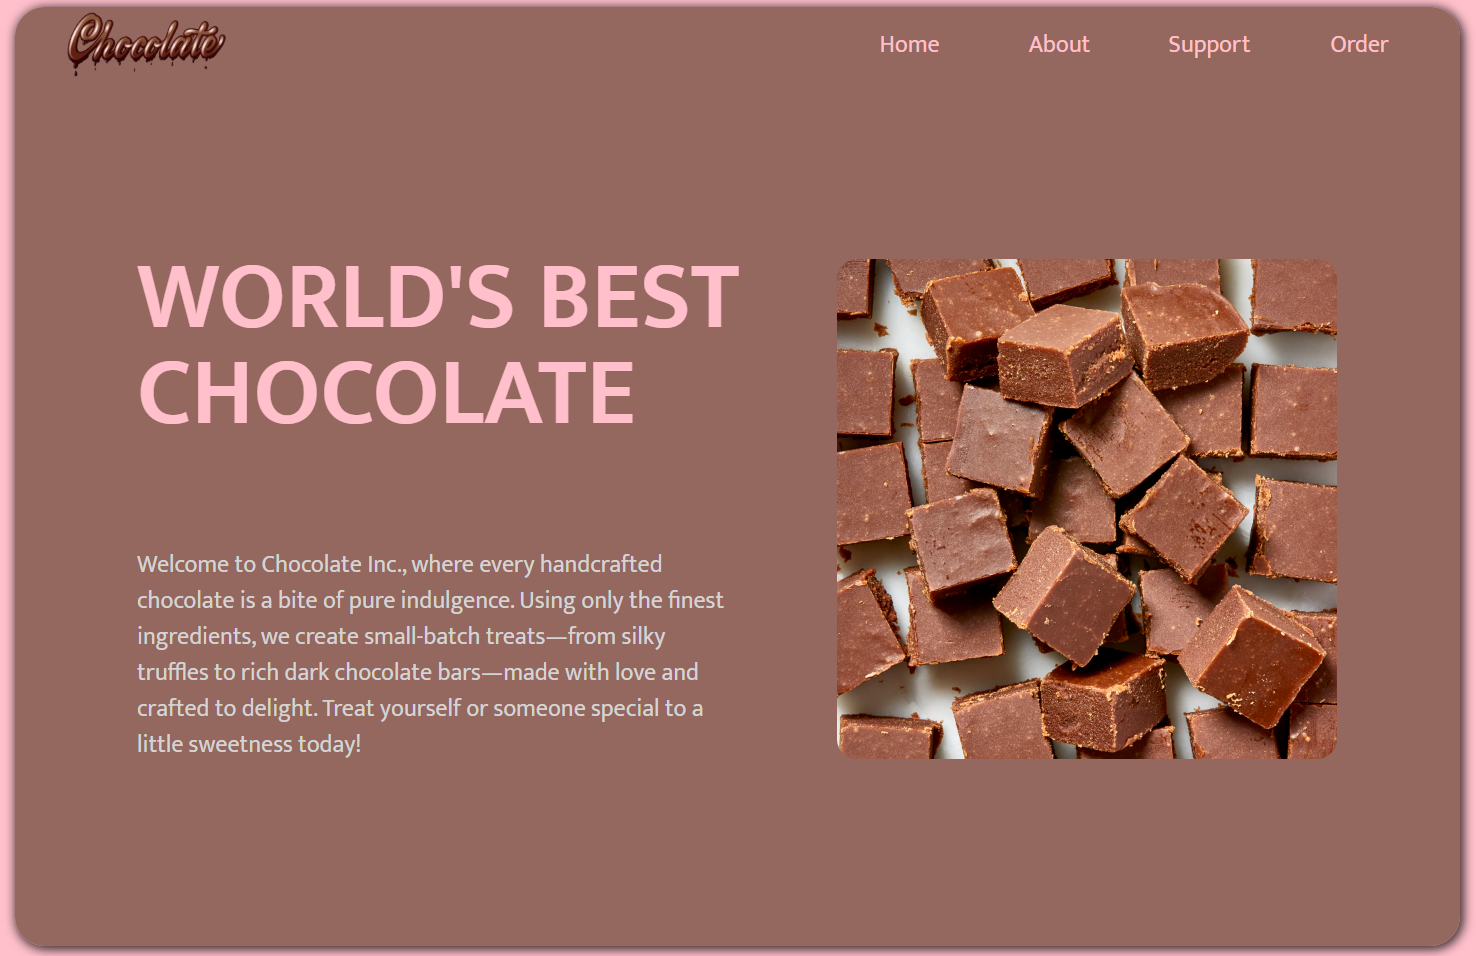 Chocolate
Home About Support Order
WORLD'S BEST
CHOCOLATE
Welcome to Chocolate Inc., where every handcrafted
chocolate is a bite of pure indulgence. Using only the finest
ingredients, we create small-batch treats—from silky
truffles to rich dark chocolate bars—made with love and
crafted to delight. Treat yourself or someone special to a
little sweetness today!